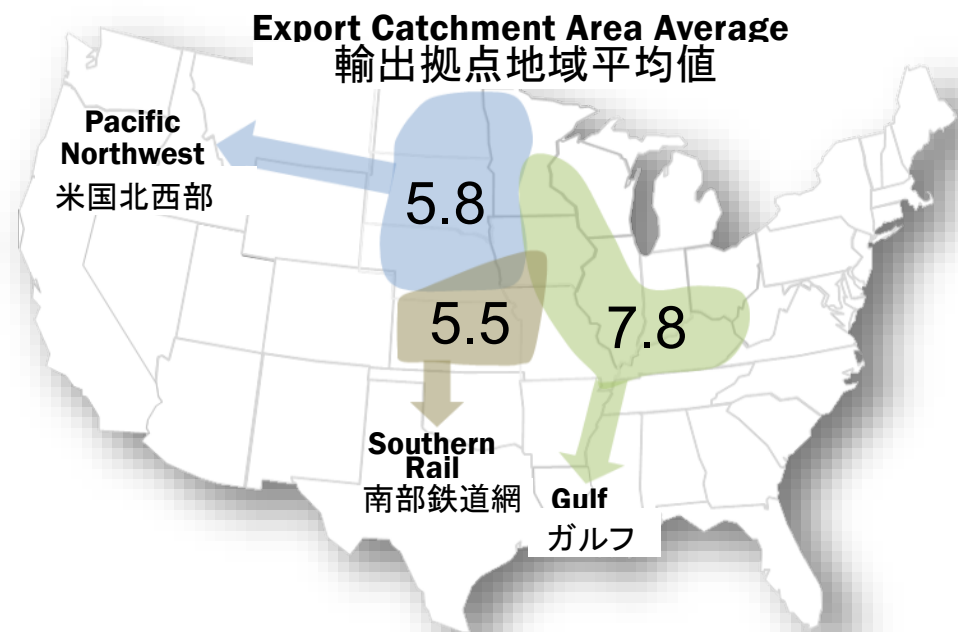 Export Catchment Area Average
輸出拠点地域平均値
Pacific
Northwest
米国北西部
5.8
5.5
7.8
Southern
Rail
南部鉄道網
Gulf
ガルフ